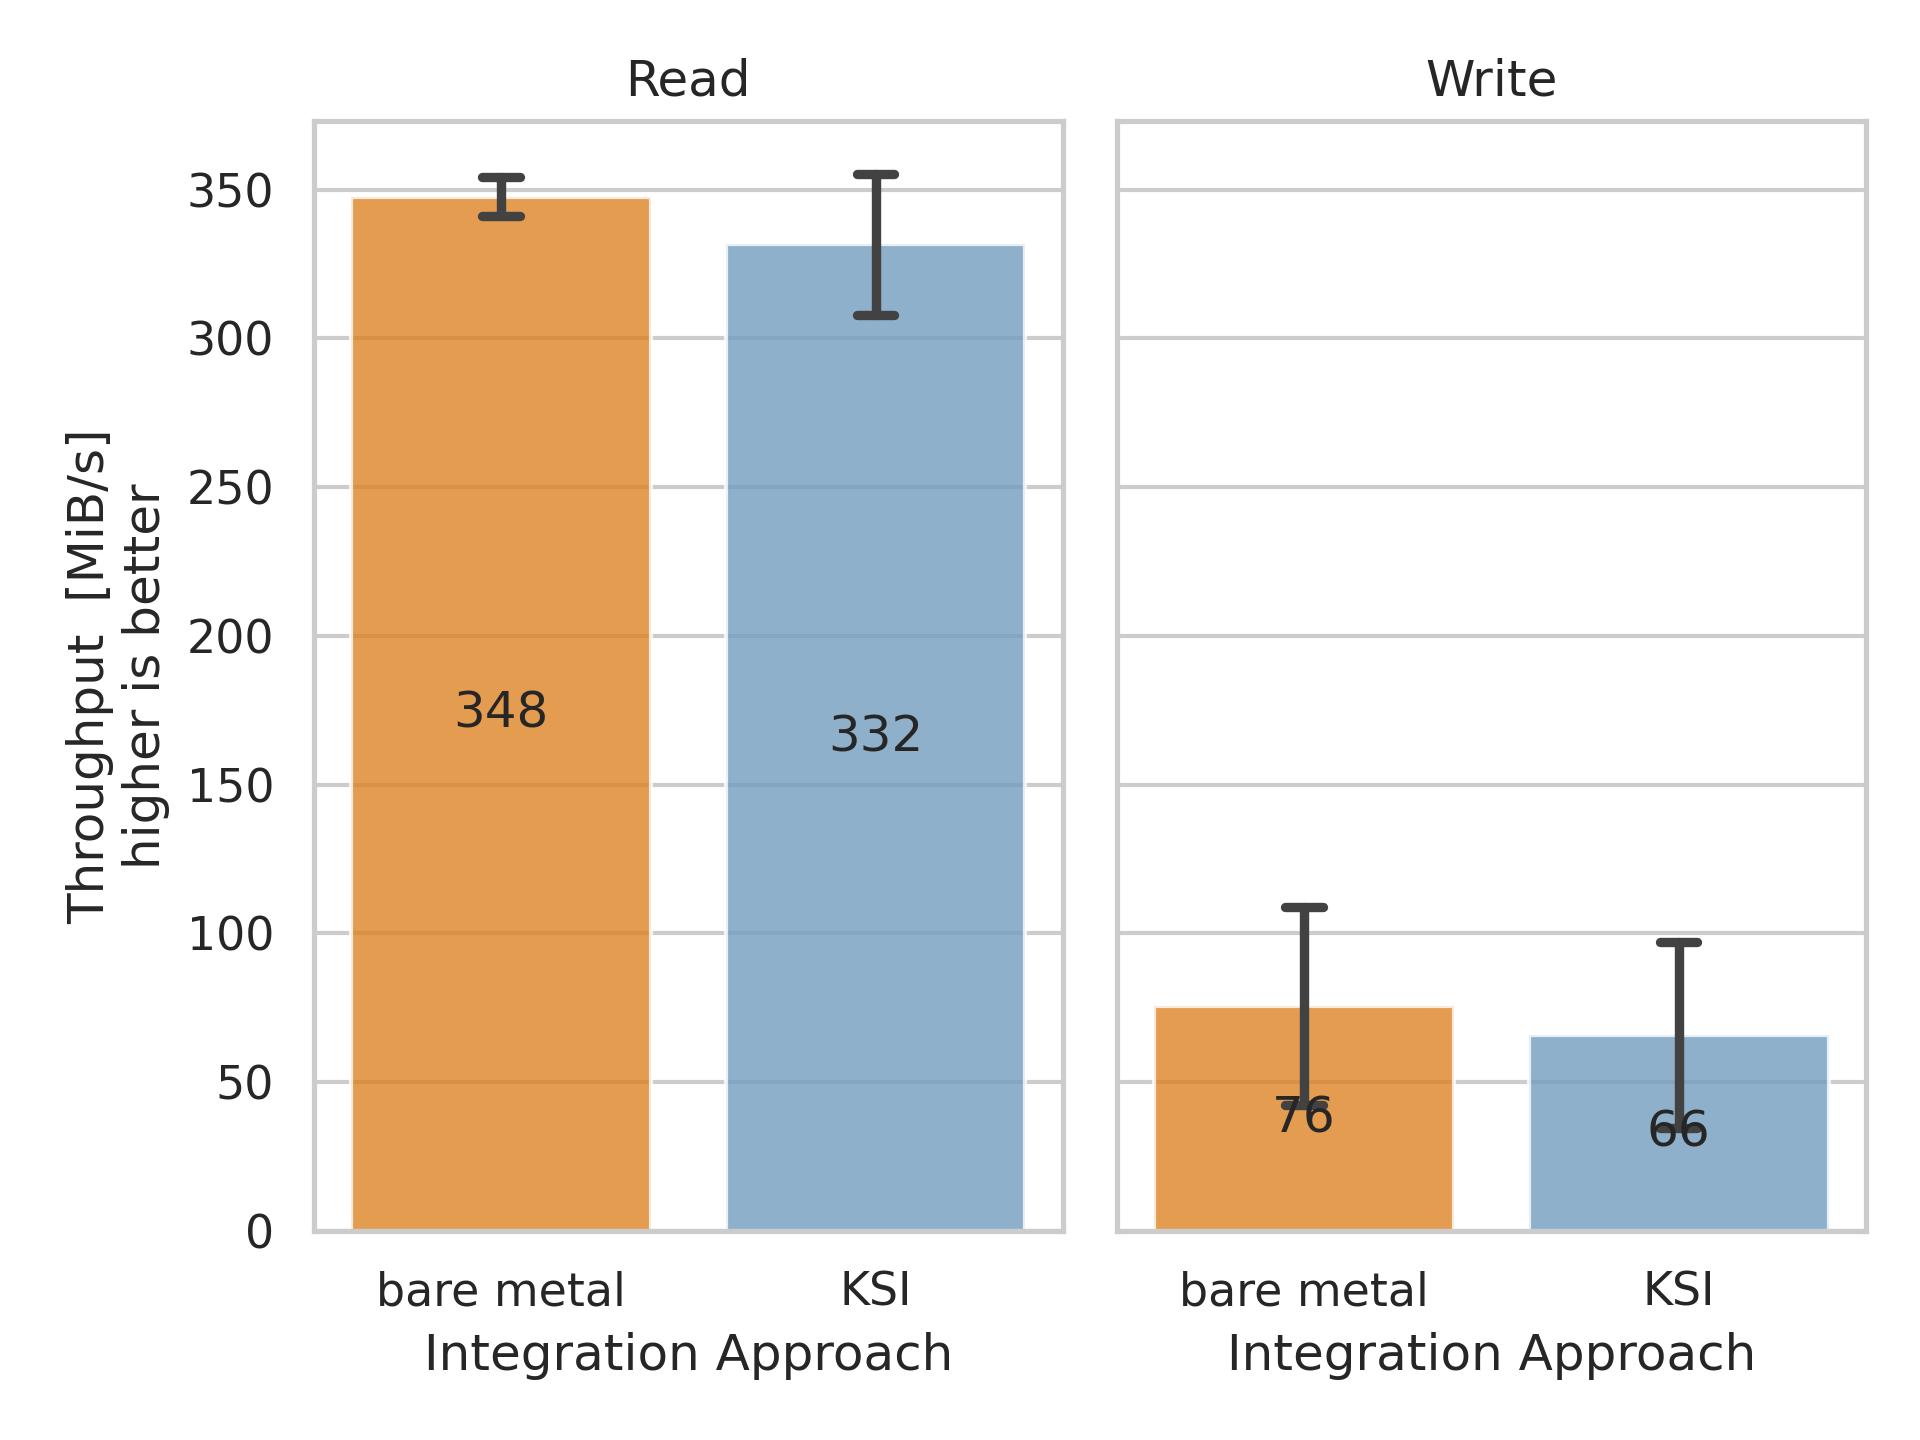 Read
Write
Throughput [MiB/s]
higher is better
350
300
250
200
150
100
50
0
348
332
76
66
bare metal
KSI
bare metal
KSI
Integration Approach
Integration Approach